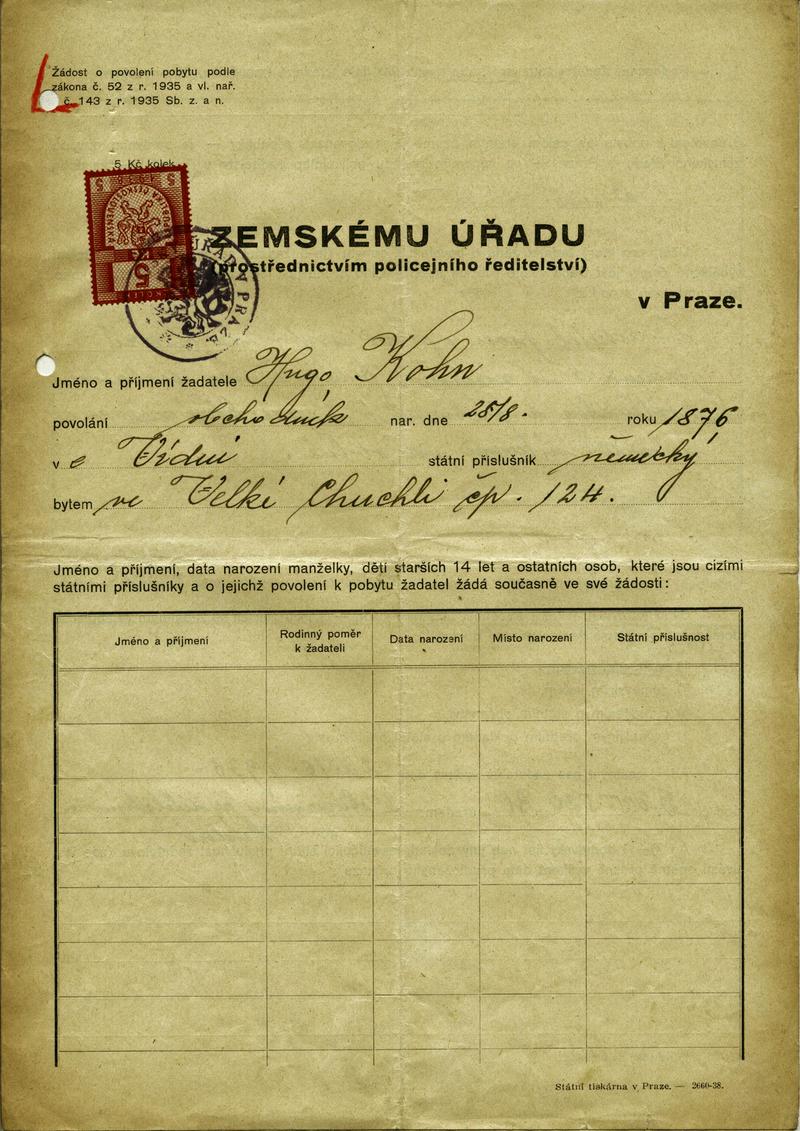 Žádost o povolení pobytu podle
zákona č. 52 z r. 1935 a vl. nař.
č. 143 z r. 1935 Sb. z. a n.
5 Kč kolek
ZEMSKÉMU ÚŘADU
(prostřednictvím policejního ředitelství)
v Praze.
Jméno a příjmení žadatele Hugo Kohn
povolání obchodník nar. dne 28/8. roku 1876
v e Vídni státní příslušník německý
bytem ve Velké Chuchli čp. 124.
Jméno a příjmení, data narození manželky, dětí starších 14 let a ostatních osob, které jsou cizími
státními příslušníky a o jejichž povolení k pobytu žadatel žádá současně ve své žádosti:
Jméno a příjmení Rodinný poměr k žadateli Data narození Místo narození Státní příslušnost
Státní tiskárna v Praze. — 2660-38.